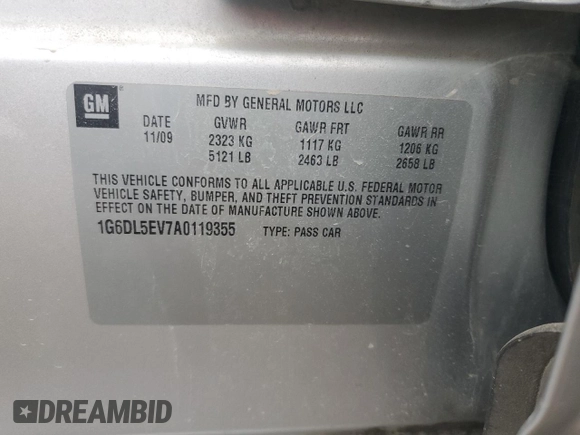 GM
MFD BY GENERAL MOTORS LLC
DATE GVWR GAWR FRT GAWR RR
11/09 2323 KG 1117 KG 1206 KG
5121 LB 2463 LB 2658 LB
THIS VEHICLE CONFORMS TO ALL APPLICABLE U.S. FEDERAL MOTOR
VEHICLE SAFETY, BUMPER, AND THEFT PREVENTION STANDARDS IN
EFFECT ON THE DATE OF MANUFACTURE SHOWN ABOVE.
1G6DL5EV7A0119355 TYPE: PASS CAR
DREAMBID